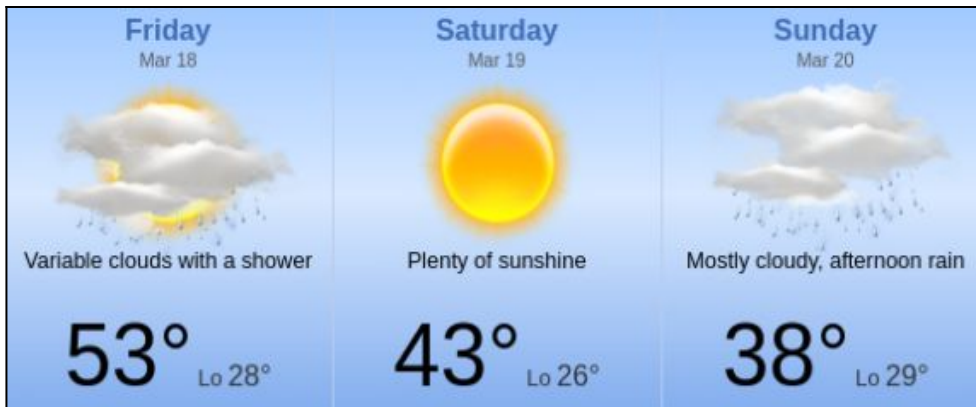 Friday
Mar 18
Variable clouds with a shower
53° Lo 28°
Saturday
Mar 19
Plenty of sunshine
43° Lo 26°
Sunday
Mar 20
Mostly cloudy, afternoon rain
38° Lo 29°